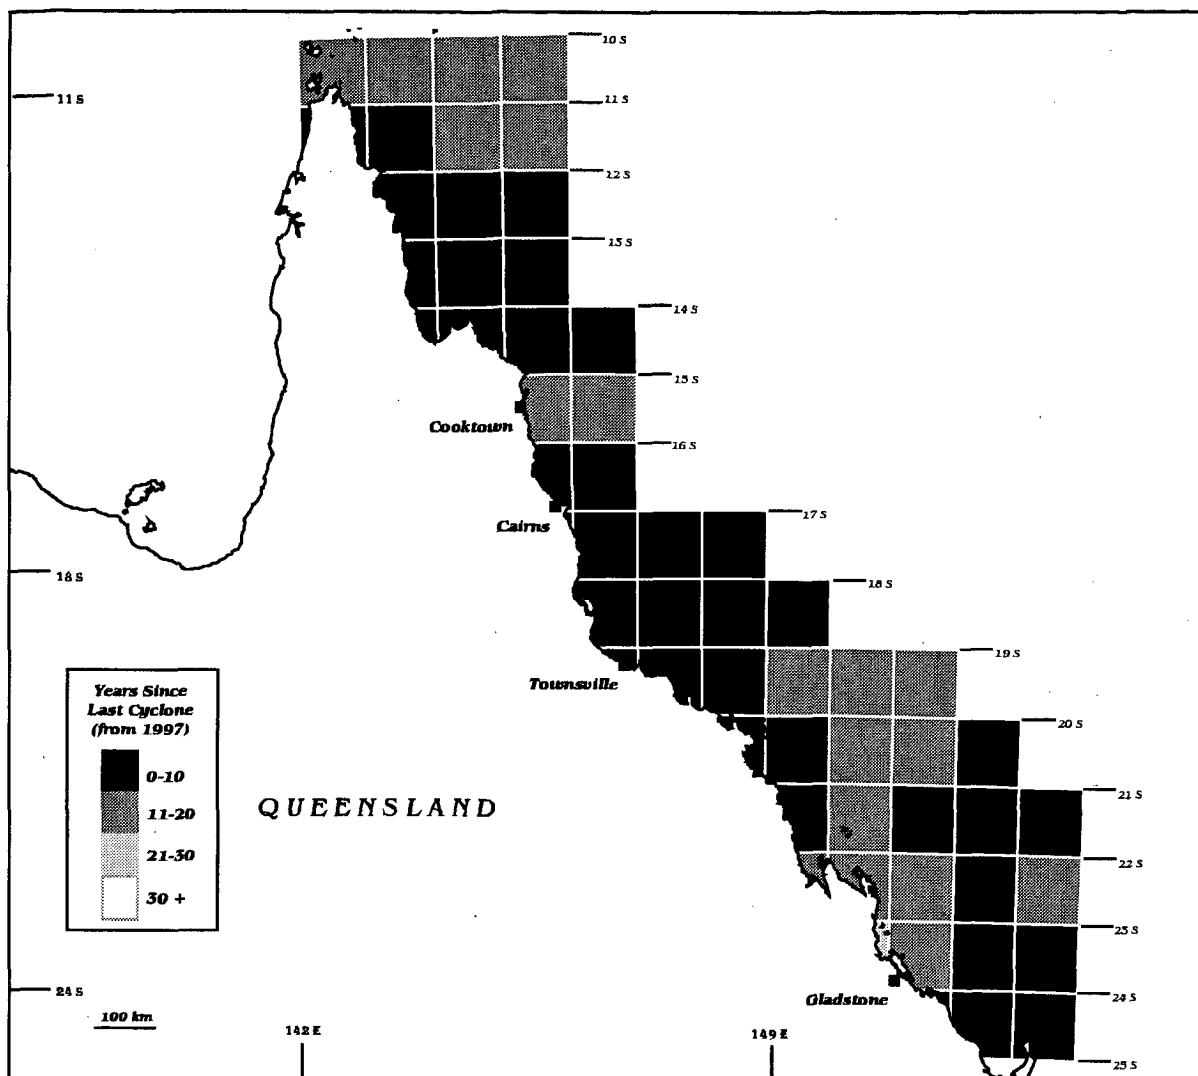 10 S
11 S
11 S
12 S
13 S
14 S
15 S
Cooktown
16 S
Cairns
17 S
18 S
18 S
19 S
Townsville
Years Since
Last Cyclone
(from 1997)
0-10
11-20
21-30
30 +
20 S
QUEENSLAND
21 S
22 S
23 S
24 S
Gladstone
24 S
100 km
142 E
149 E
25 S